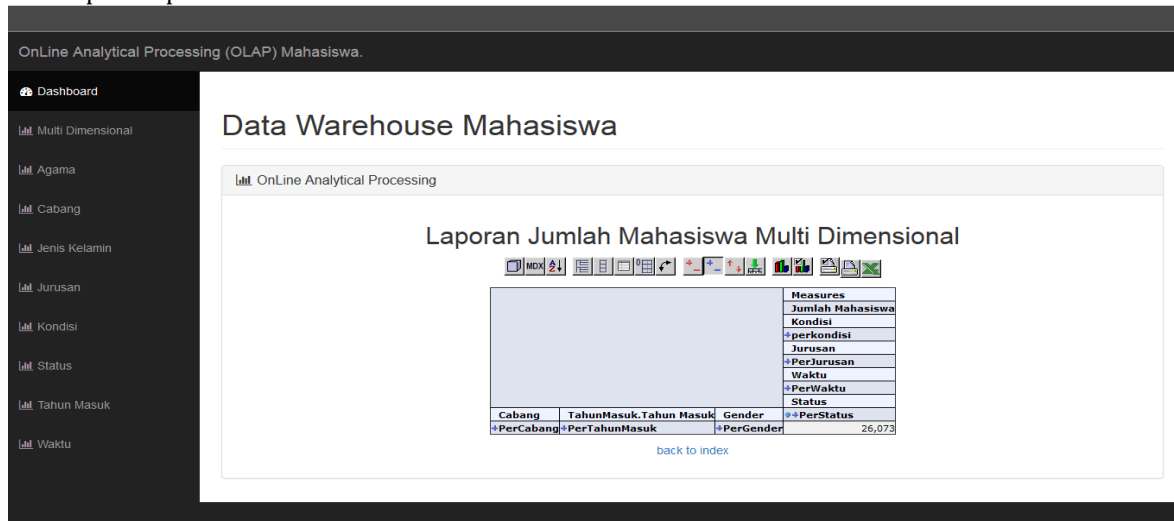 OnLine Analytical Processing (OLAP) Mahasiswa.
Dashboard
Multi Dimensional
Agama
Cabang
Jenis Kelamin
Jurusan
Kondisi
Status
Tahun Masuk
Waktu
Data Warehouse Mahasiswa
OnLine Analytical Processing
Laporan Jumlah Mahasiswa Multi Dimensional
MDX
Measures
Jumlah Mahasiswa
Kondisi
+perkondisi
Jurusan
+PerJurusan
Waktu
+PerWaktu
Status
Cabang TahunMasuk.Tahun Masuk Gender +PerStatus
+PerCabang +PerTahunMasuk +PerGender 26,073
back to index